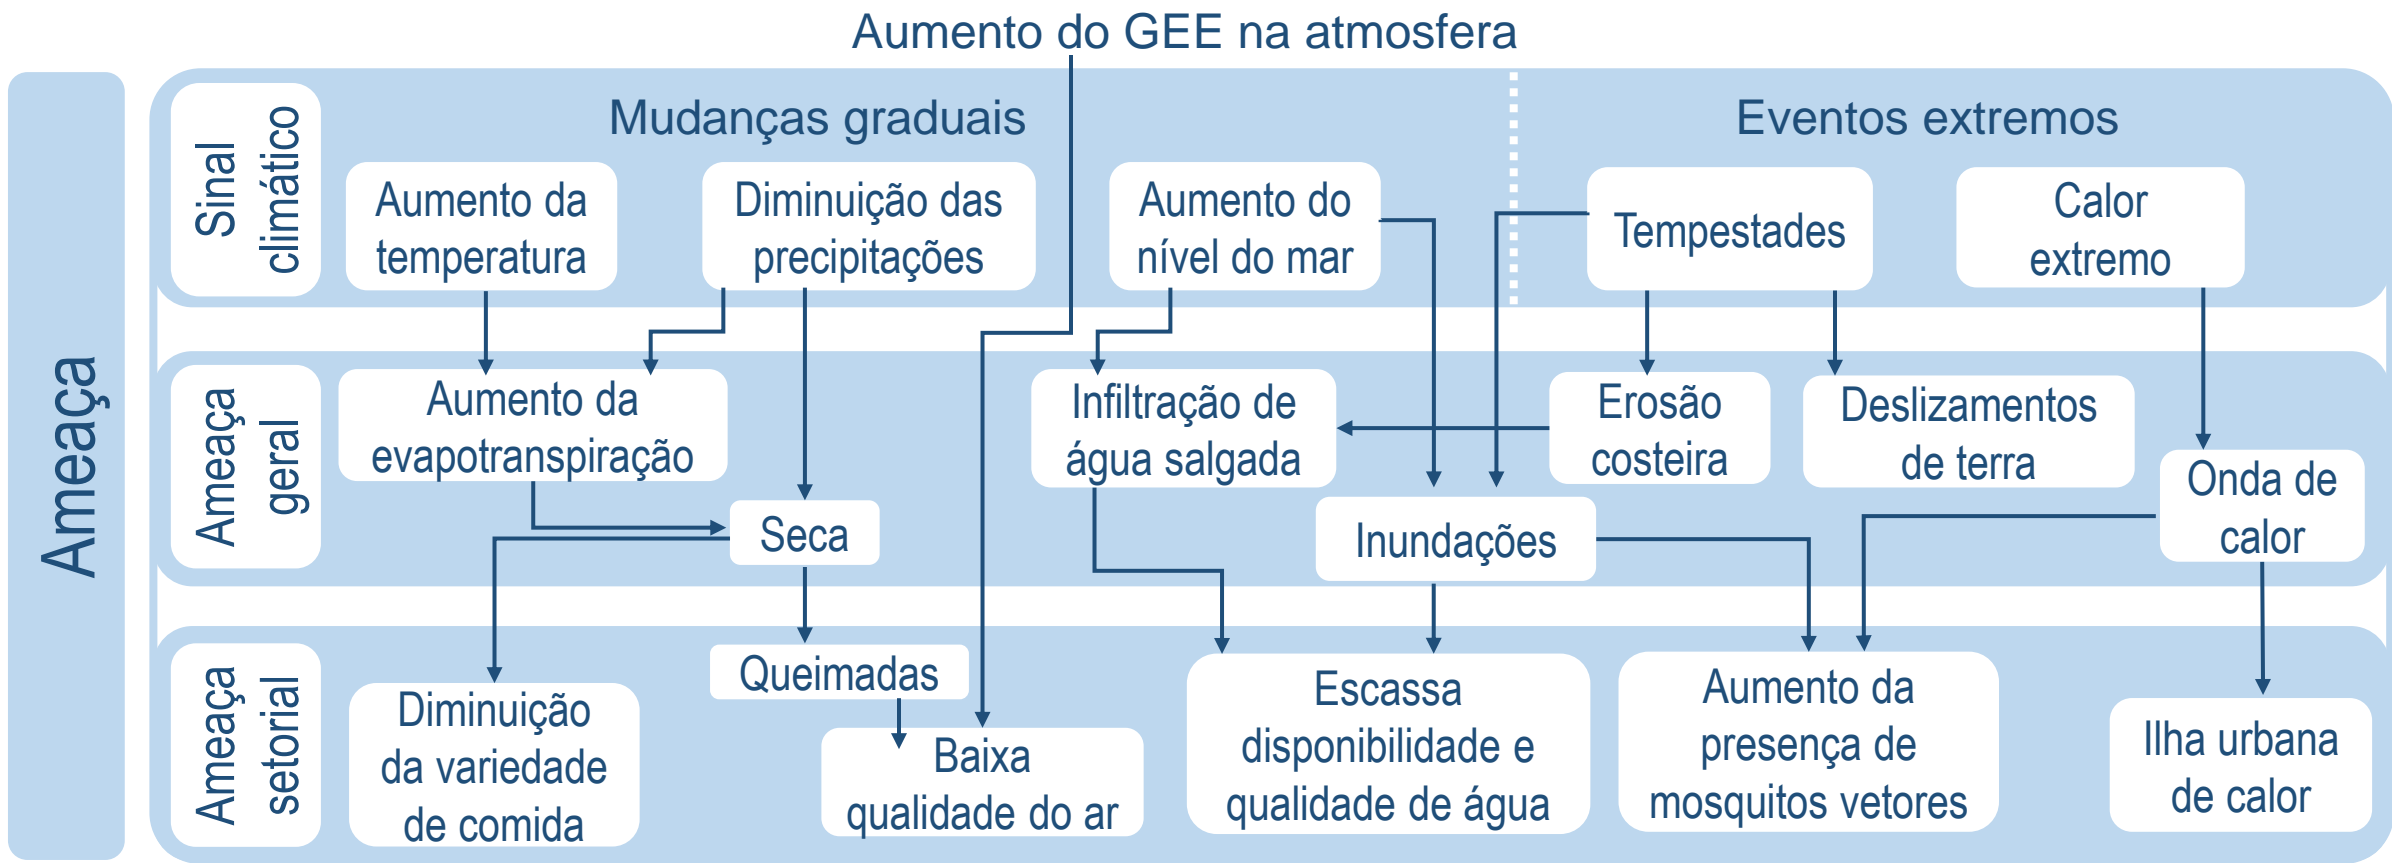 Aumento do GEE na atmosfera
Ameaça
Sinal
climático
Mudanças graduais
Eventos extremos
Aumento da
temperatura
Diminuição das
precipitações
Aumento do
nível do mar
Tempestades
Calor
extremo
Ameaça
geral
Aumento da
evapotranspiração
Infiltração de
água salgada
Erosão
costeira
Deslizamentos
de terra
Onda de
calor
Seca
Inundações
Ameaça
setorial
Diminuição
da variedade
de comida
Queimadas
Baixa
qualidade do ar
Escassa
disponibilidade e
qualidade de água
Aumento da
presença de
mosquitos vetores
Ilha urbana
de calor